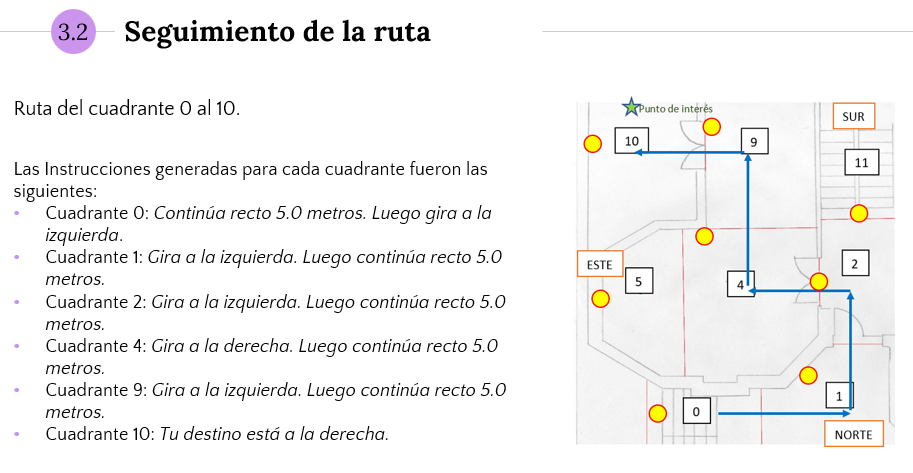 3.2 Seguimiento de la ruta
Ruta del cuadrante 0 al 10.
Las Instrucciones generadas para cada cuadrante fueron las
siguientes:
• Cuadrante 0: Continúa recto 5.0 metros. Luego gira a la
izquierda.
• Cuadrante 1: Gira a la izquierda. Luego continúa recto 5.0
metros.
• Cuadrante 2: Gira a la izquierda. Luego continúa recto 5.0
metros.
• Cuadrante 4: Gira a la derecha. Luego continúa recto 5.0
metros.
• Cuadrante 9: Gira a la izquierda. Luego continúa recto 5.0
metros.
• Cuadrante 10: Tu destino está a la derecha.
Punto de interés
SUR
10
9
11
ESTE
2
5
4
1
0
NORTE